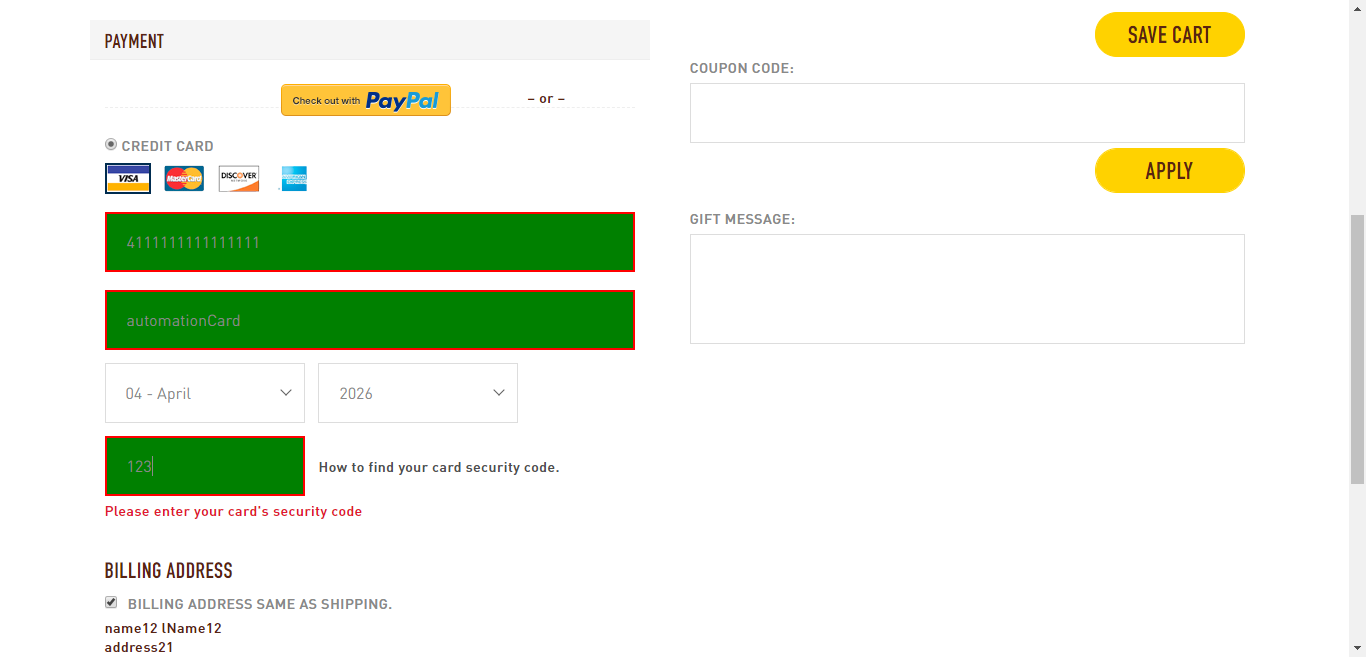 PAYMENT
Check out with PayPal
– or –
CREDIT CARD
VISA MasterCard DISCOVER
4111111111111111
automationCard
04 - April
2026
123
How to find your card security code.
Please enter your card's security code
BILLING ADDRESS
BILLING ADDRESS SAME AS SHIPPING.
name12 lName12
address21
SAVE CART
COUPON CODE:
APPLY
GIFT MESSAGE: